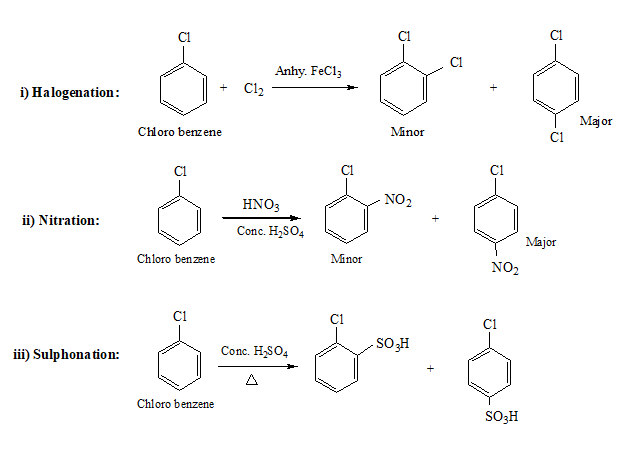 Cl
Cl
Cl
Cl
i) Halogenation:
+
Cl₂
Anhy. FeCl₃
+
Chloro benzene
Minor
Cl
Major
Cl
Cl
Cl
ii) Nitration:
HNO₃
Conc. H₂SO₄
NO₂
+
Chloro benzene
Minor
NO₂
Major
Cl
Cl
Cl
iii) Sulphonation:
Conc. H₂SO₄
△
SO₃H
+
Chloro benzene
SO₃H